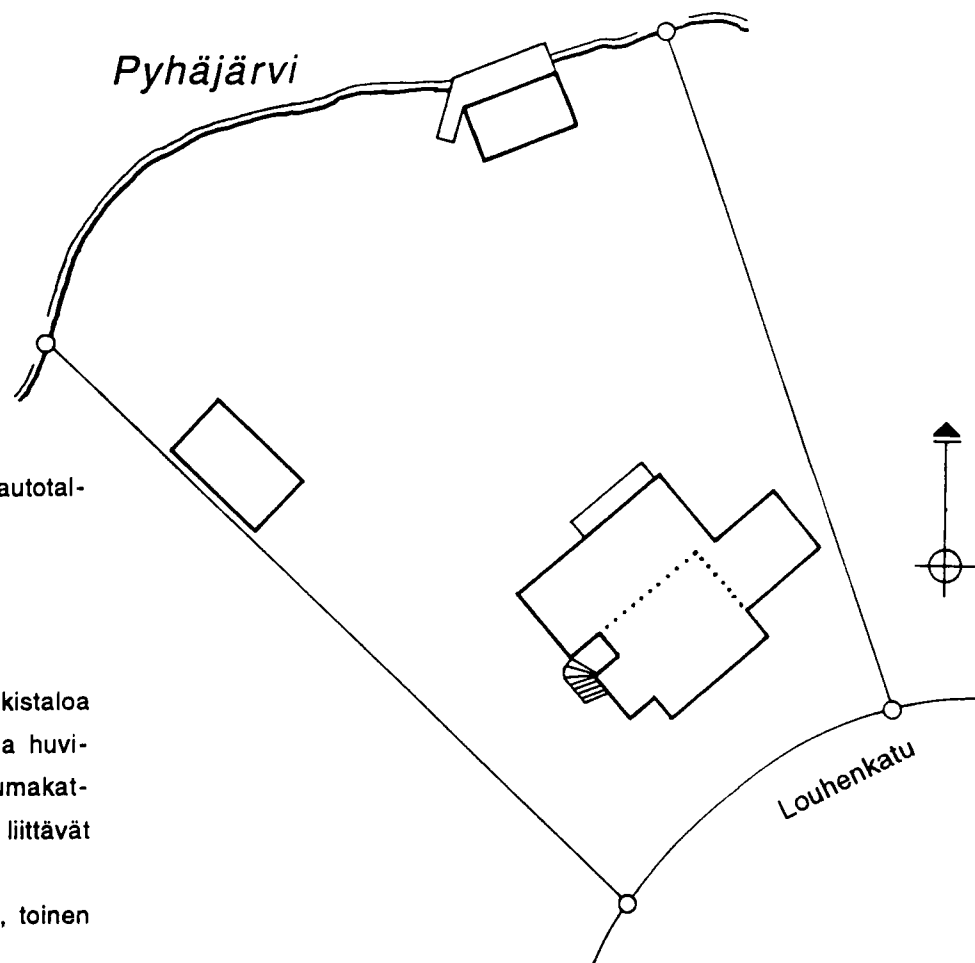 Pyhäjärvi
autotal-
kistaloa
a huvi-
umakat-
liittävät
, toinen
Louhenkatu